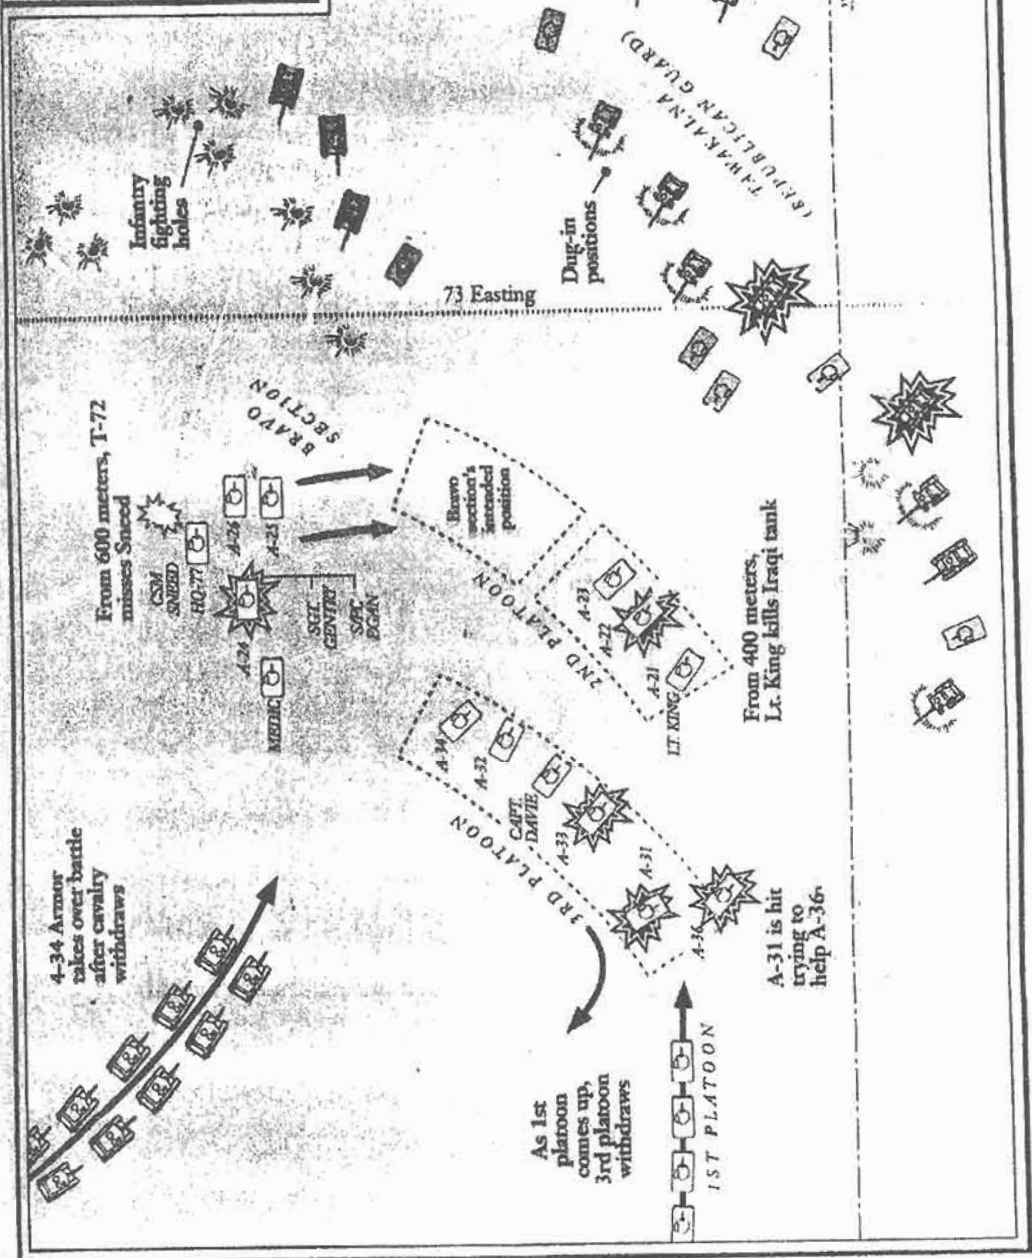 Infantry
fighting
holes
TAWAKALNA
(REPUBLICAN GUARD)
Dug-in
positions
73 Easting
From 600 meters, T-72
misses Sneed
CSM
SNEED
HQ-77
A-26
A-25
BRAVO
SECTION
A-24
SGT.
GENTRY
SPC
EGAN
MEDIC
Bravo
section's
intended
position
2ND PLATOON
A-23
A-22
A-21
LT. KING
From 400 meters,
Lt. King kills Iraqi tank
4-34 Armor
takes over battle
after cavalry
withdraws
A-34
A-32
CAPT.
DAVIE
A-33
A-31
A-36
3RD PLATOON
A-31 is hit
trying to
help A-36
As 1st
platoon
comes up,
3rd platoon
withdraws
1ST PLATOON